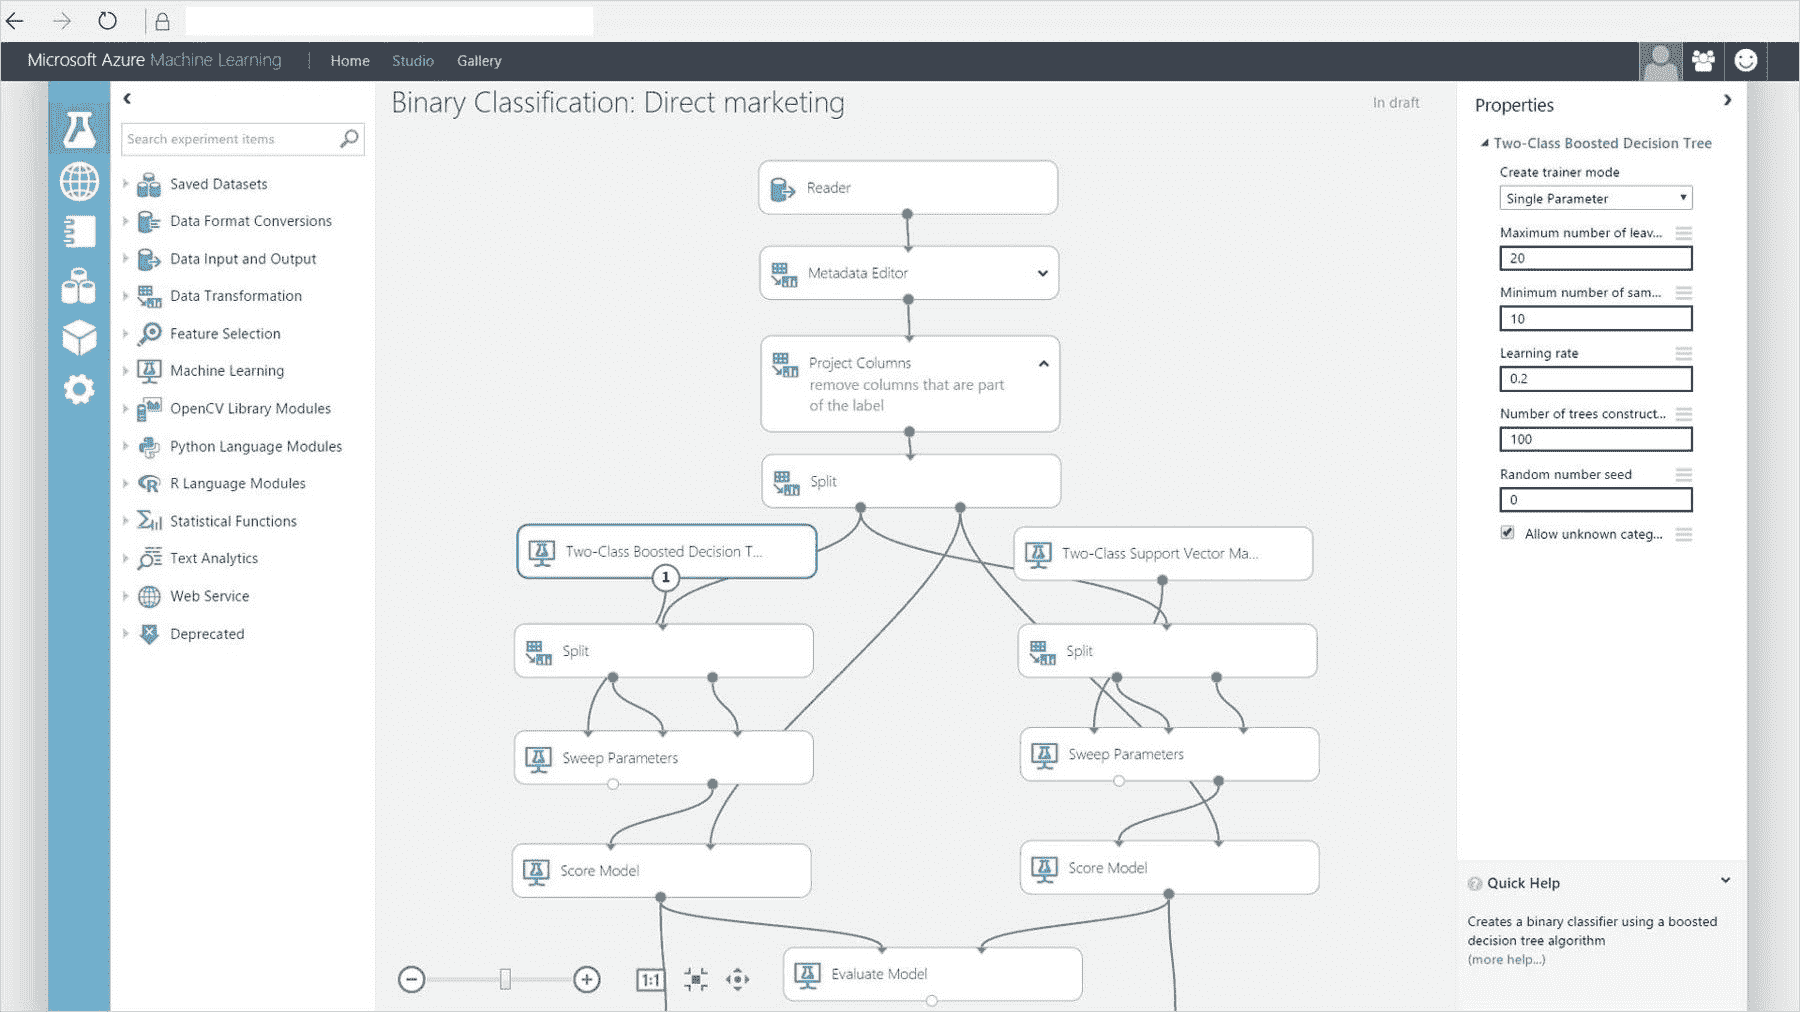 Microsoft Azure Machine Learning | Home Studio Gallery
Search experiment items
Saved Datasets
Data Format Conversions
Data Input and Output
Data Transformation
Feature Selection
Machine Learning
OpenCV Library Modules
Python Language Modules
R Language Modules
Statistical Functions
Text Analytics
Web Service
Deprecated
Binary Classification: Direct marketing
In draft
Reader
Metadata Editor
Project Columns
remove columns that are part
of the label
Split
Two-Class Boosted Decision T...
1
Two-Class Support Vector Ma...
Split
Split
Sweep Parameters
Sweep Parameters
Score Model
Score Model
Evaluate Model
1:1
Properties
Two-Class Boosted Decision Tree
Create trainer mode
Single Parameter
Maximum number of leav...
20
Minimum number of sam...
10
Learning rate
0.2
Number of trees construct...
100
Random number seed
0
Allow unknown categ...
Quick Help
Creates a binary classifier using a boosted
decision tree algorithm
(more help...)